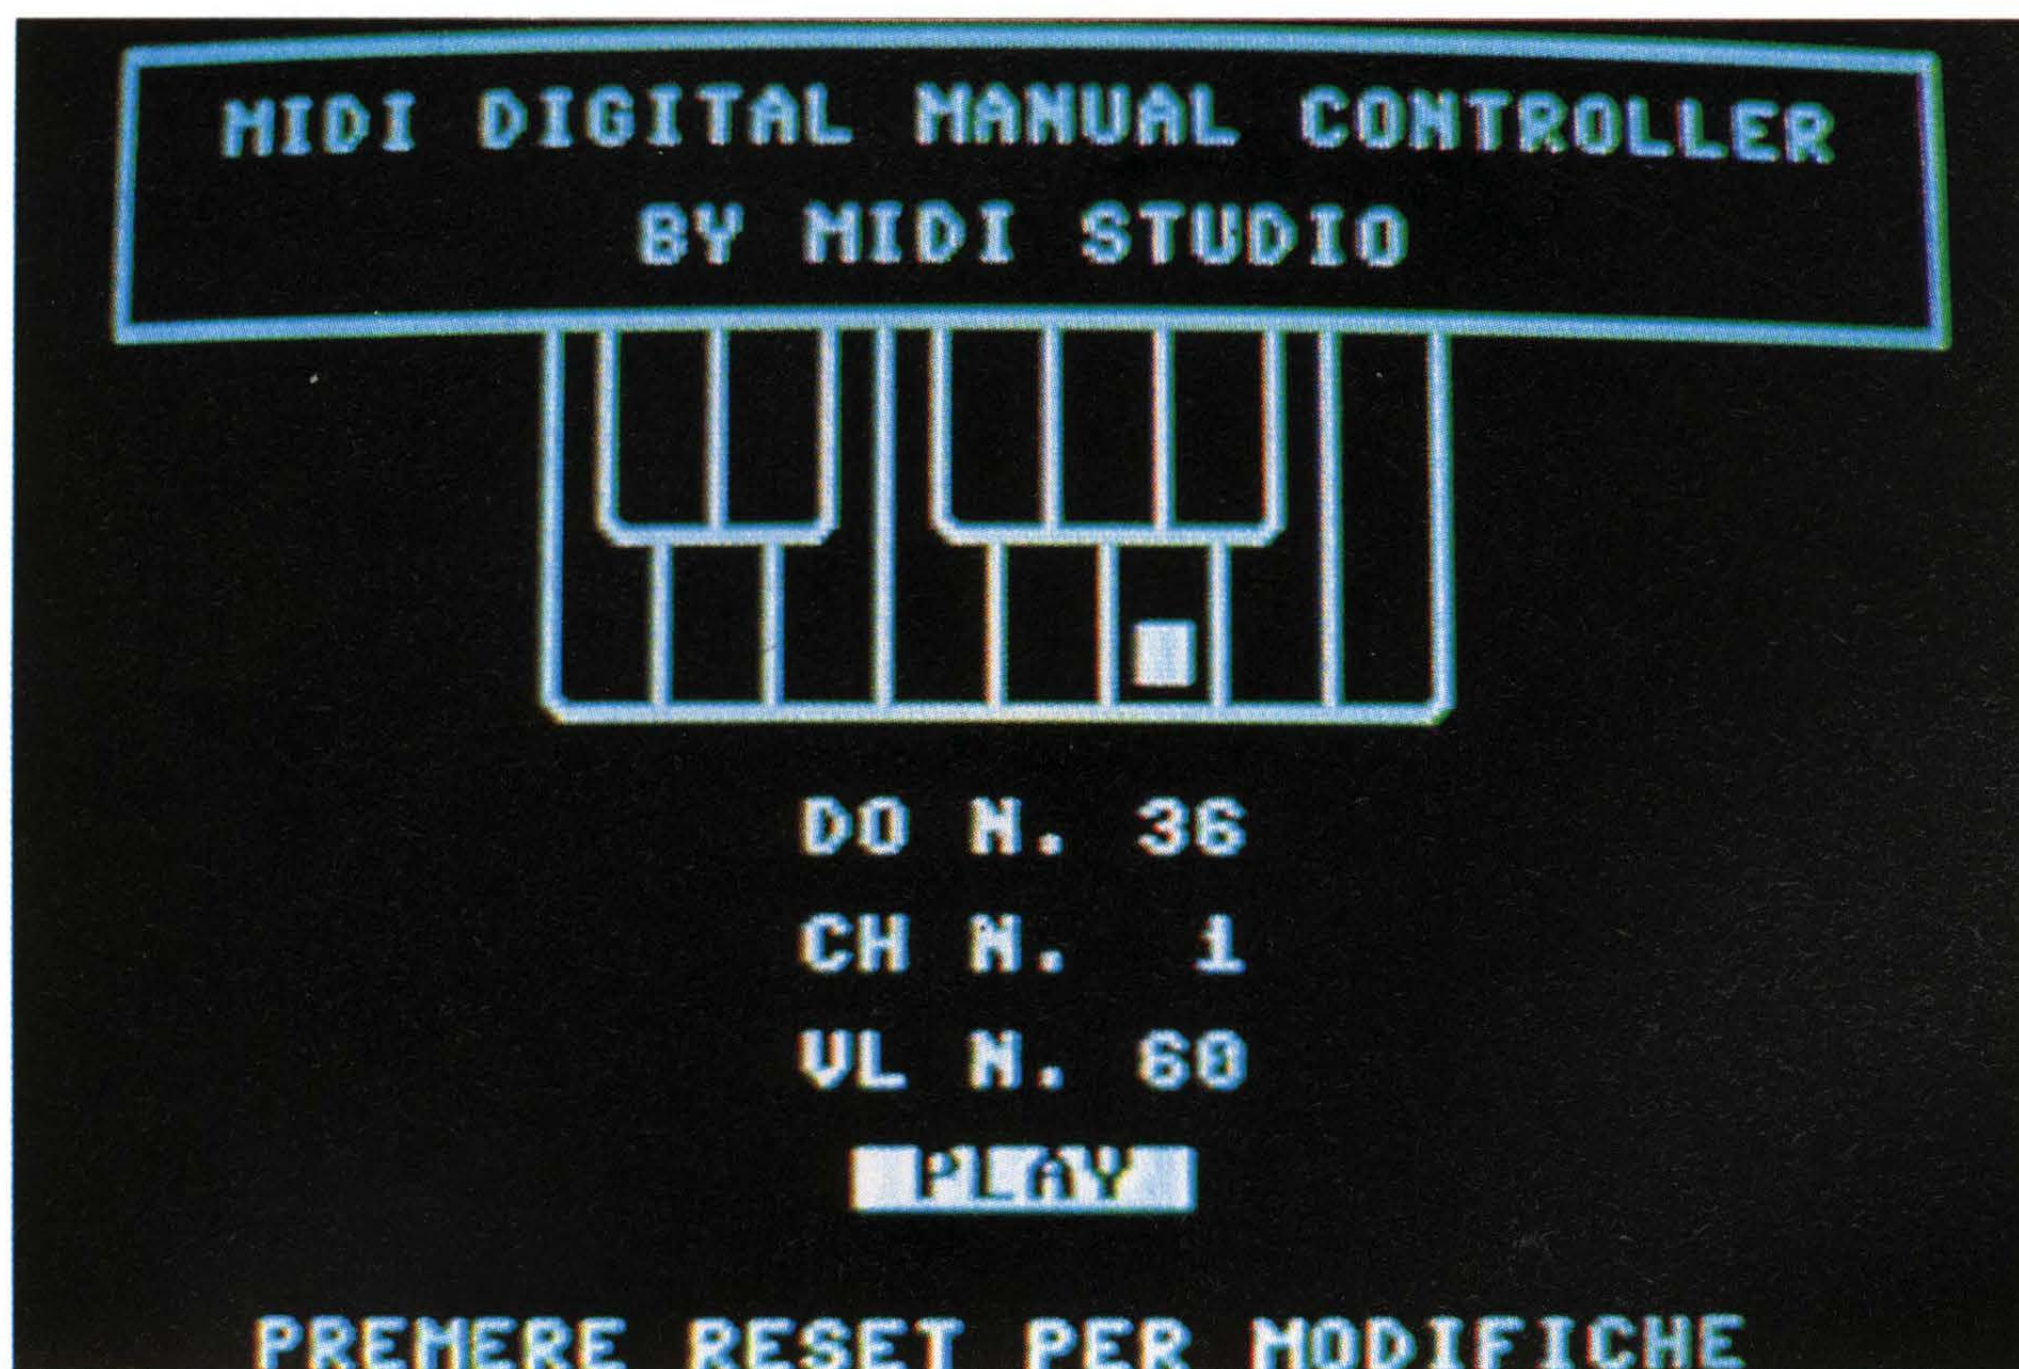 MIDI DIGITAL MANUAL CONTROLLER
BY MIDI STUDIO
DO N. 36
CH N. 1
VL N. 60
PLAY
PREMERE RESET PER MODIFICHE